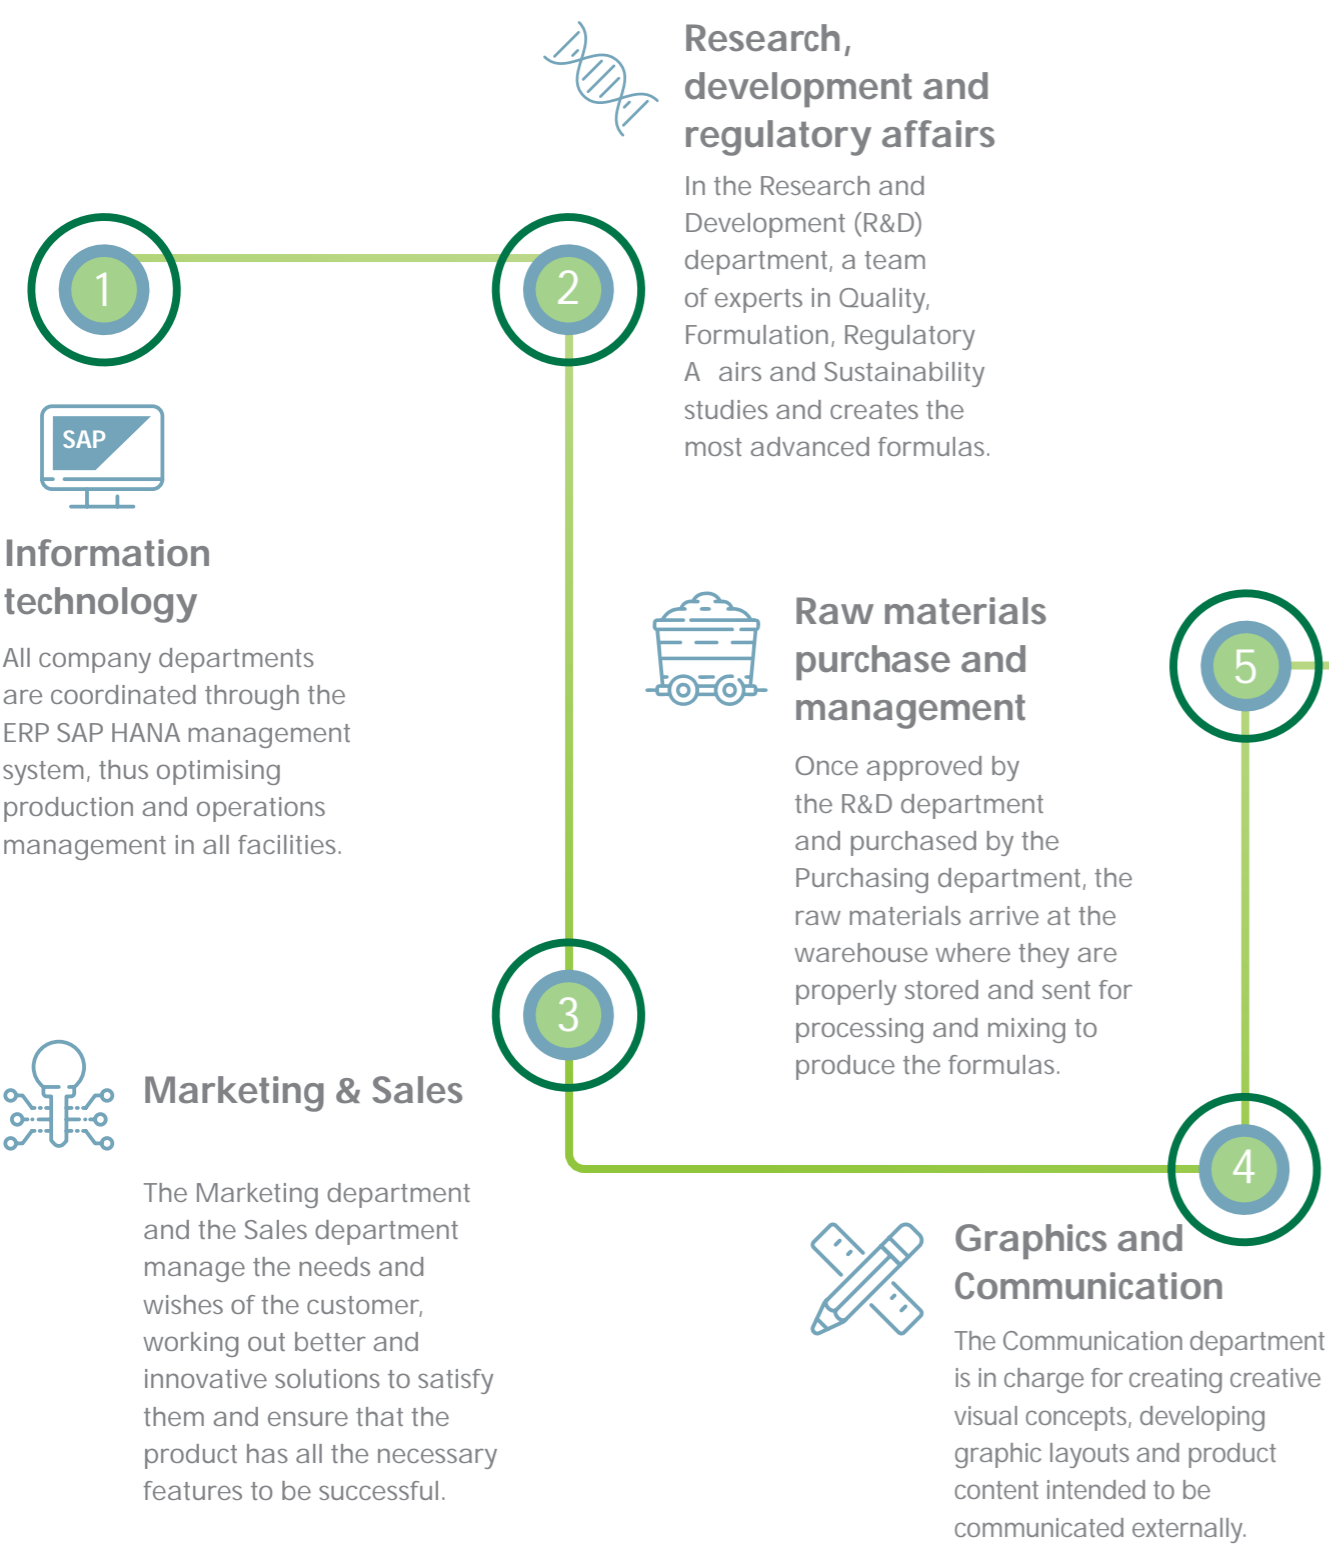 1
SAP
Information
technology
All company departments
are coordinated through the
ERP SAP HANA management
system, thus optimising
production and operations
management in all facilities.
2
Research,
development and
regulatory affairs
In the Research and
Development (R&D)
department, a team
of experts in Quality,
Formulation, Regulatory
A airs and Sustainability
studies and creates the
most advanced formulas.
3
Marketing & Sales
The Marketing department
and the Sales department
manage the needs and
wishes of the customer,
working out better and
innovative solutions to satisfy
them and ensure that the
product has all the necessary
features to be successful.
4
Graphics and
Communication
The Communication department
is in charge for creating creative
visual concepts, developing
graphic layouts and product
content intended to be
communicated externally.
5
Raw materials
purchase and
management
Once approved by
the R&D department
and purchased by the
Purchasing department, the
raw materials arrive at the
warehouse where they are
properly stored and sent for
processing and mixing to
produce the formulas.